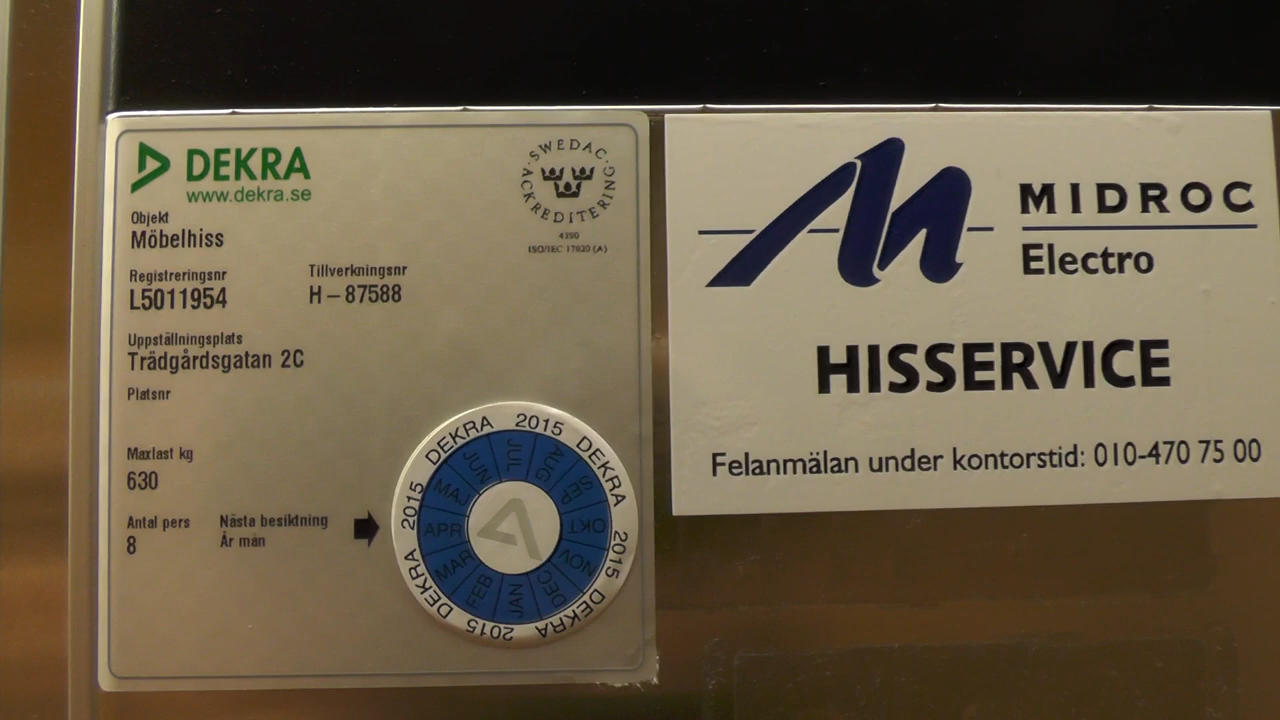 DEKRA
www.dekra.se
SWEDAC
ACKREDITERING
4390
ISO/IEC 17020 (A)
Objekt
Möbelhiss
Registreringsnr
L5011954
Tillverkningsnr
H – 87588
Uppställningsplats
Trädgårdsgatan 2C
Platsnr
Maxlast kg
630
Antal pers
8
Nästa besiktning
År mån
DEKRA 2015 DEKRA 2015 DEKRA 2015 DEKRA 2015
JAN FEB MAR APR MAJ JUN JUL AUG SEP OKT NOV DEC
MIDROC
Electro
HISSERVICE
Felanmälan under kontorstid: 010-470 75 00